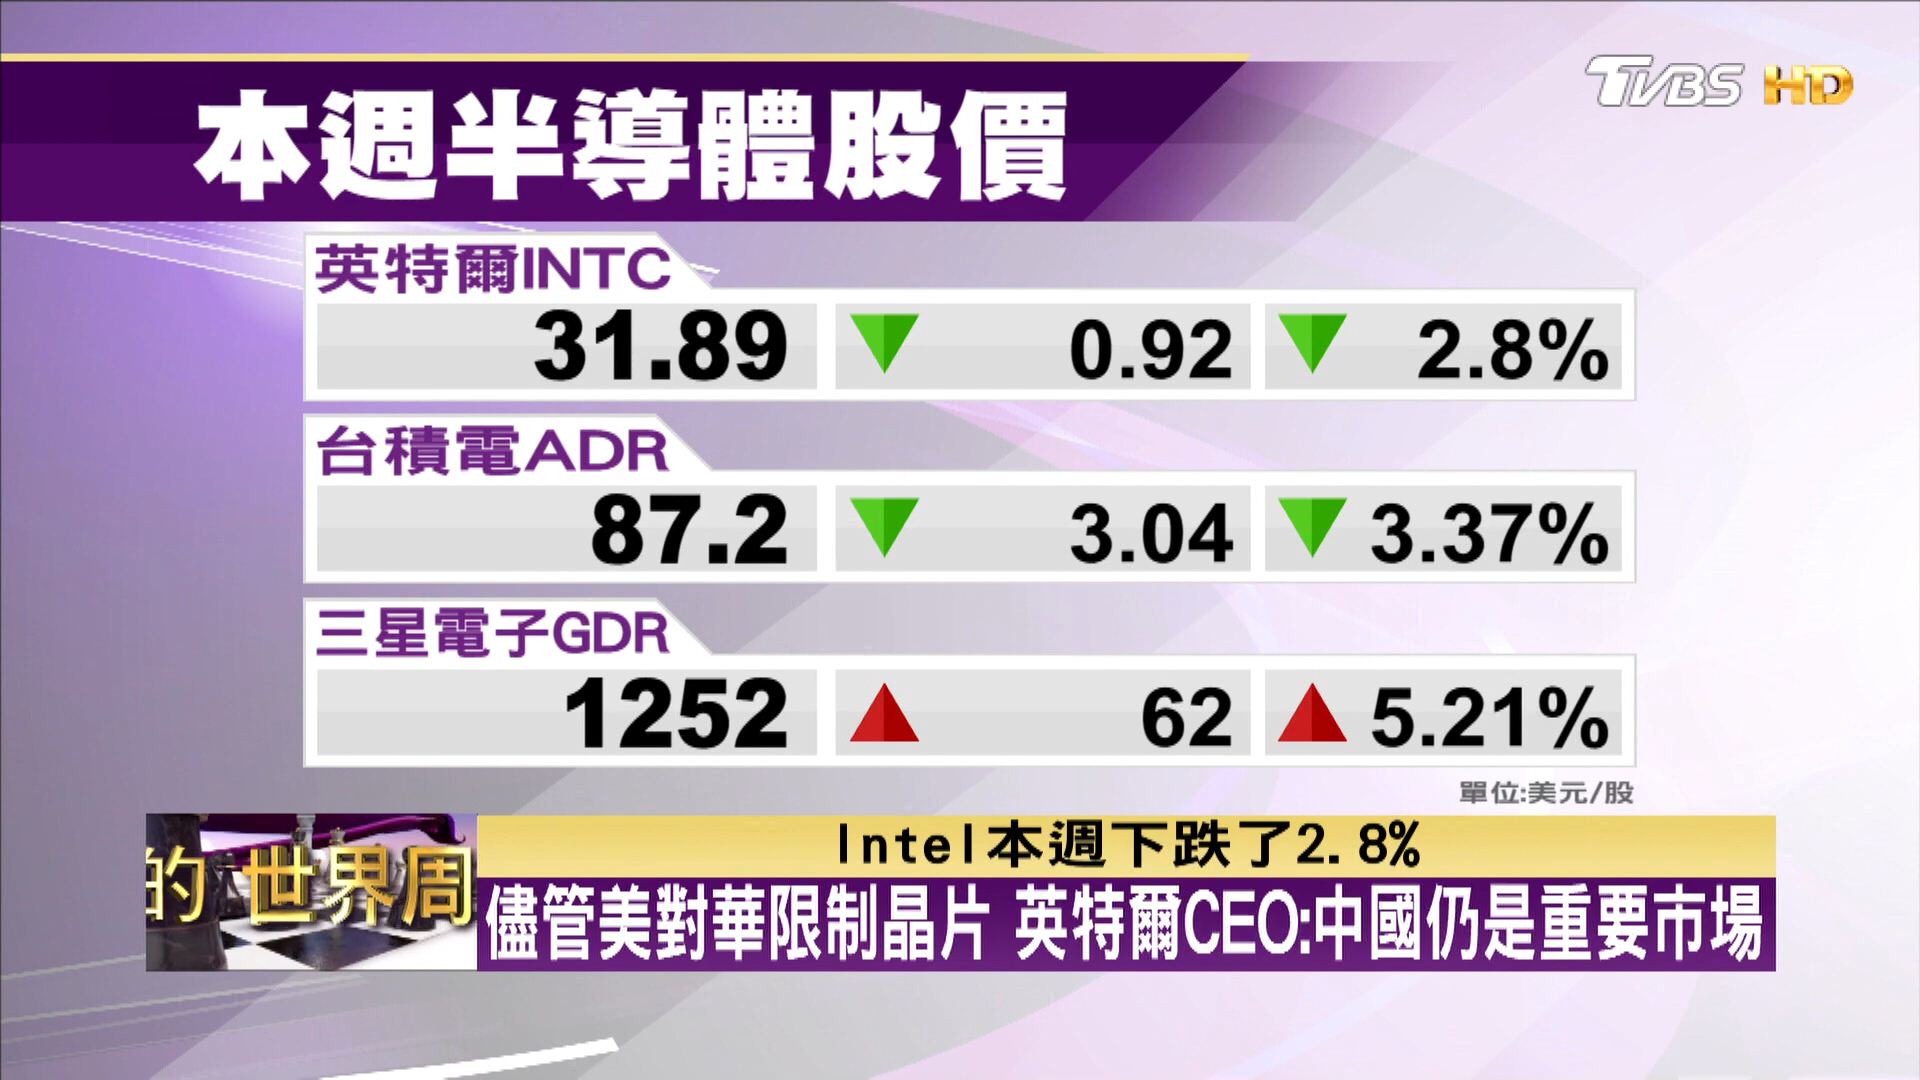 TVBS HD
本週半導體股價
英特爾INTC
31.89 0.92 2.8%
台積電ADR
87.2 3.04 3.37%
三星電子GDR
1252 62 5.21%
單位:美元/股
Intel本週下跌了2.8%
的 世界周
儘管美對華限制晶片 英特爾CEO:中國仍是重要市場